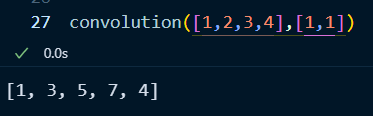 27 convolution([1,2,3,4],[1,1])
✓ 0.0s
[1, 3, 5, 7, 4]